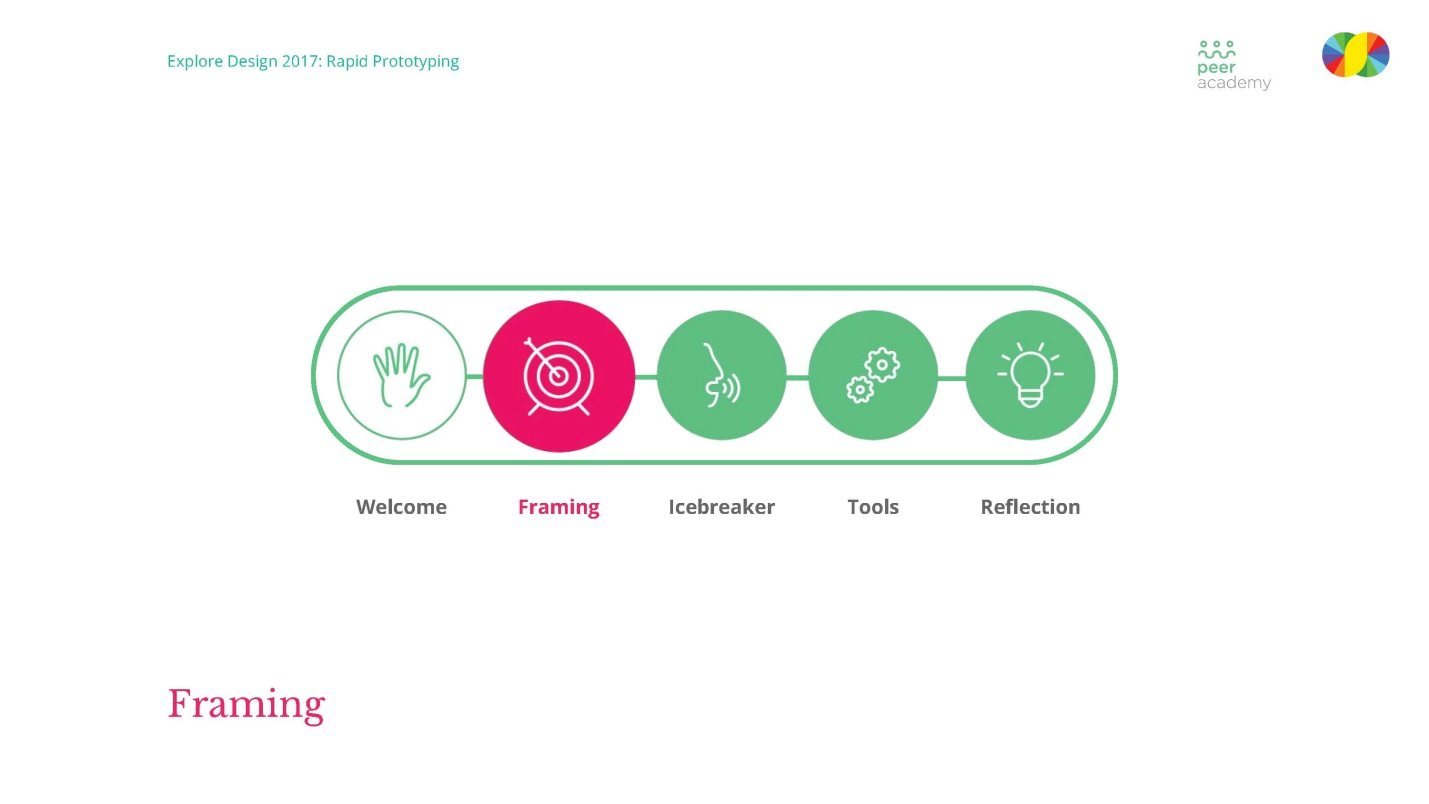 Explore Design 2017: Rapid Prototyping
peer
academy
Welcome
Framing
Icebreaker
Tools
Reflection
Framing